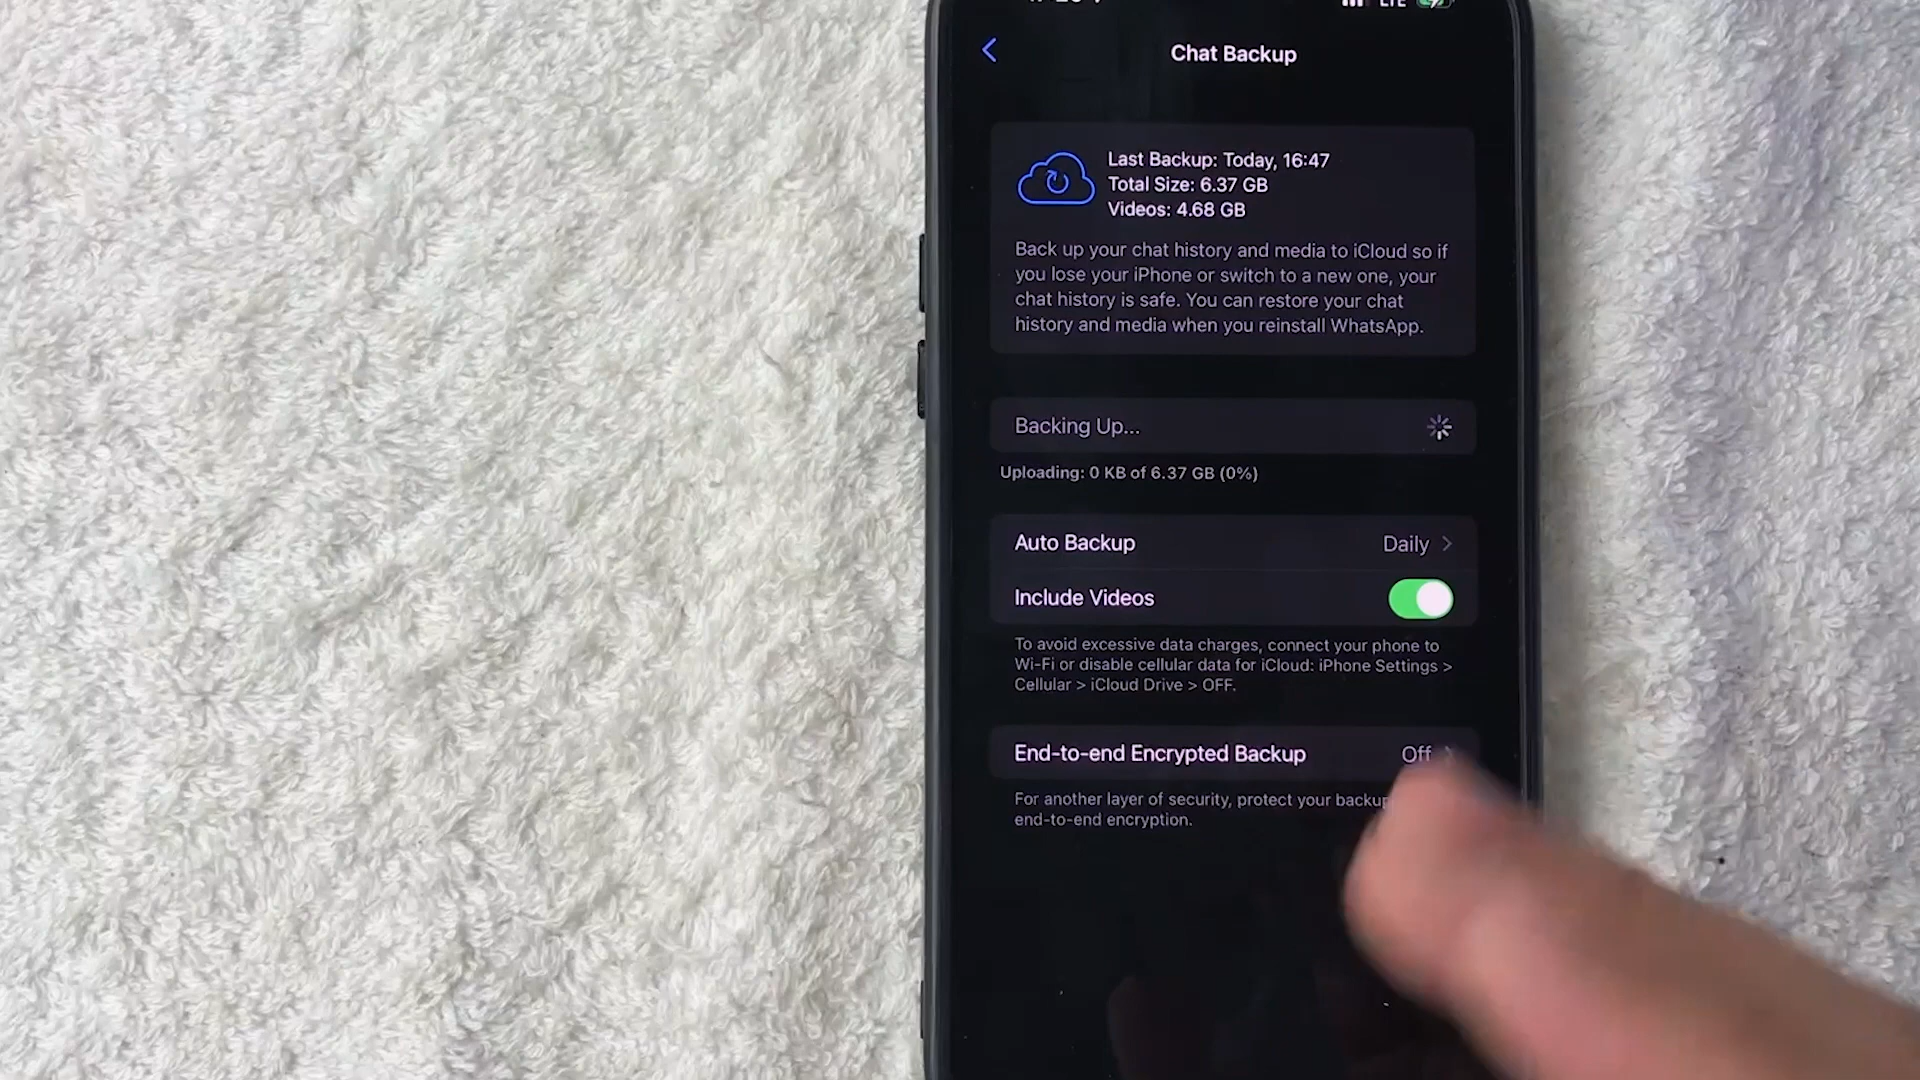 LTE
Chat Backup
Last Backup: Today, 16:47
Total Size: 6.37 GB
Videos: 4.68 GB
Back up your chat history and media to iCloud so if
you lose your iPhone or switch to a new one, your
chat history is safe. You can restore your chat
history and media when you reinstall WhatsApp.
Backing Up...
Uploading: 0 KB of 6.37 GB (0%)
Auto Backup Daily
Include Videos
To avoid excessive data charges, connect your phone to
Wi-Fi or disable cellular data for iCloud: iPhone Settings >
Cellular > iCloud Drive > OFF.
End-to-end Encrypted Backup Off
For another layer of security, protect your backup
end-to-end encryption.